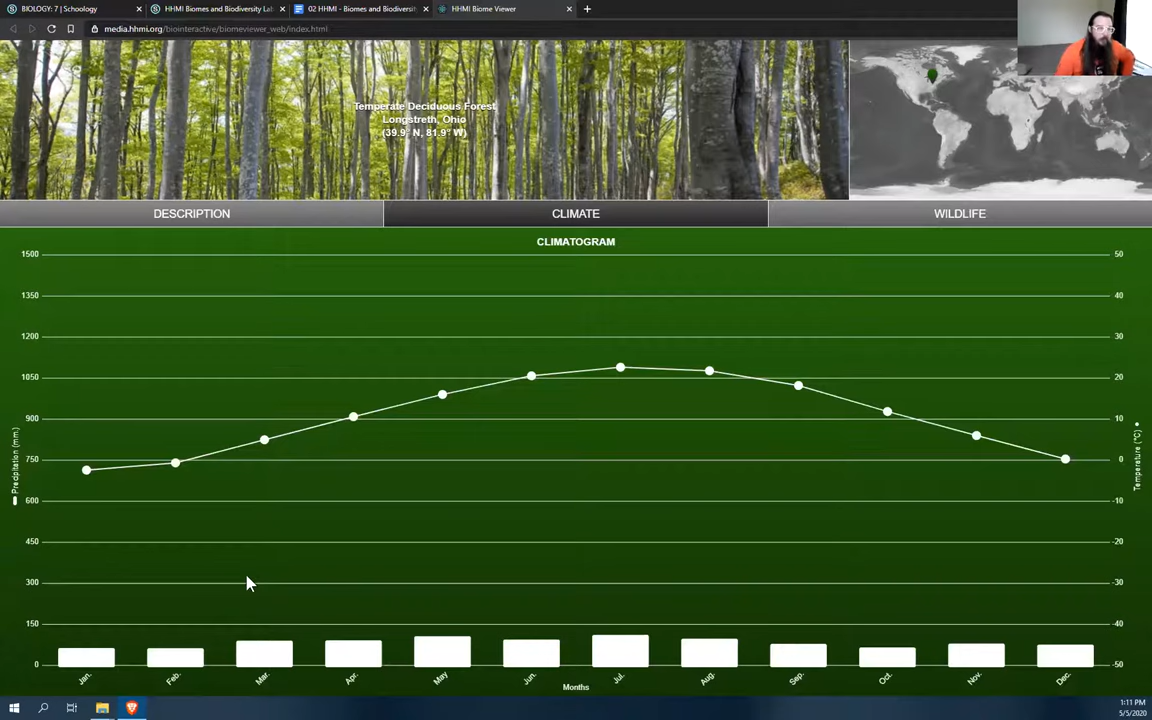 BIOLOGY: 7 | Schoology
HHMI Biomes and Biodiversity Lab
02 HHMI - Biomes and Biodiversity
HHMI Biome Viewer
media.hhmi.org/biointeractive/biomeviewer_web/index.html
Temperate Deciduous Forest
Longstreth, Ohio
(39.9° N, 81.9° W)
DESCRIPTION
CLIMATE
WILDLIFE
CLIMATOGRAM
1500
1350
1200
1050
900
750
600
450
300
150
0
Precipitation (mm.)
50
40
30
20
10
0
-10
-20
-30
-40
-50
Temperature (°C)
Jan.
Feb.
Mar.
Apr.
May
Jun.
Jul.
Aug.
Sep.
Oct.
Nov.
Dec.
Months
1:11 PM
5/5/2020